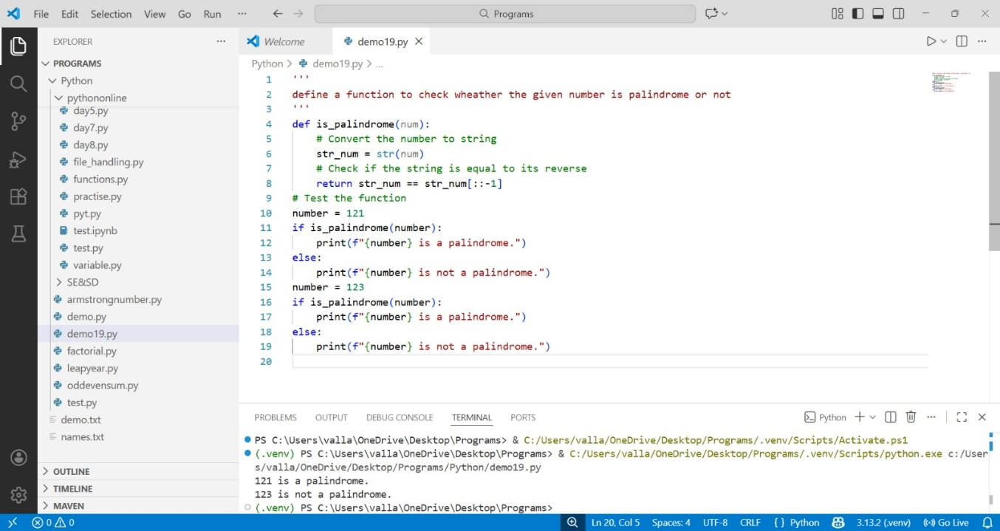 File Edit Selection View Go Run ··· Programs
EXPLORER ···
PROGRAMS
Python
pythononline
day5.py
day7.py
day8.py
file_handling.py
functions.py
practise.py
pyt.py
test.ipynb
test.py
variable.py
SE&SD
armstrongnumber.py
demo.py
demo19.py
factorial.py
leapyear.py
oddevensum.py
test.py
demo.txt
names.txt
OUTLINE
TIMELINE
MAVEN
Welcome demo19.py
Python > demo19.py > ...
1 '''
2 define a function to check wheather the given number is palindrome or not
3 '''
4 def is_palindrome(num):
5     # Convert the number to string
6     str_num = str(num)
7     # Check if the string is equal to its reverse
8     return str_num == str_num[::-1]
9 # Test the function
10 number = 121
11 if is_palindrome(number):
12     print(f"{number} is a palindrome.")
13 else:
14     print(f"{number} is not a palindrome.")
15 number = 123
16 if is_palindrome(number):
17     print(f"{number} is a palindrome.")
18 else:
19     print(f"{number} is not a palindrome.")
20
PROBLEMS OUTPUT DEBUG CONSOLE TERMINAL PORTS Python ···
PS C:\Users\valla\OneDrive\Desktop\Programs> & C:/Users/valla/OneDrive/Desktop/Programs/.venv/Scripts/Activate.ps1
(.venv) PS C:\Users\valla\OneDrive\Desktop\Programs> & C:/Users/valla/OneDrive/Desktop/Programs/.venv/Scripts/python.exe c:/User
s/valla/OneDrive/Desktop/Programs/Python/demo19.py
121 is a palindrome.
123 is not a palindrome.
(.venv) PS C:\Users\valla\OneDrive\Desktop\Programs>
0 0 Ln 20, Col 5 Spaces: 4 UTF-8 CRLF { } Python 3.13.2 (.venv) Go Live